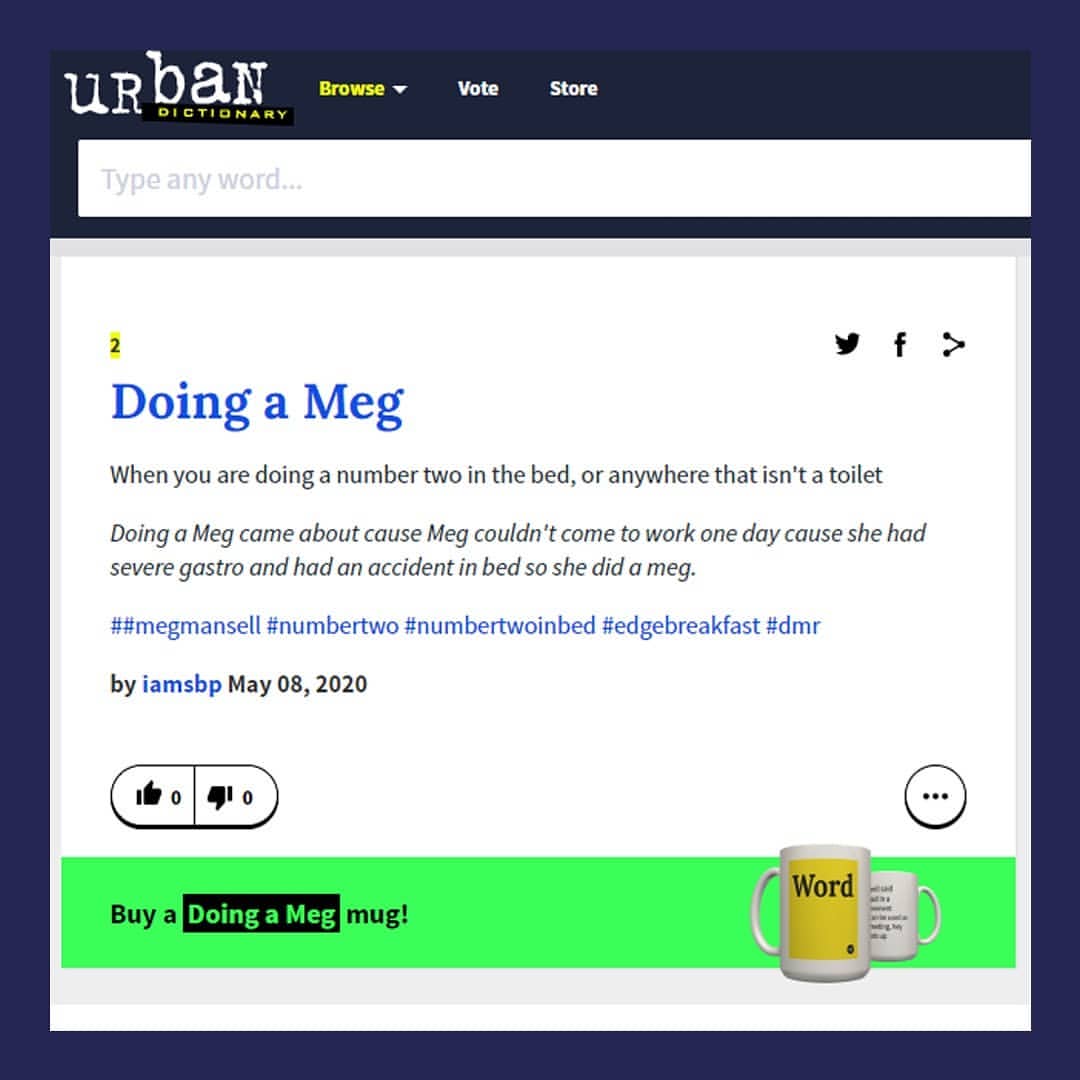 urban
DICTIONARY
Browse Vote Store
Type any word...
2
Doing a Meg
When you are doing a number two in the bed, or anywhere that isn't a toilet
Doing a Meg came about cause Meg couldn't come to work one day cause she had
severe gastro and had an accident in bed so she did a meg.
##megmansell #numbertwo #numbertwoinbed #edgebreakfast #dmr
by iamsbp May 08, 2020
0 0
Buy a Doing a Meg mug!
Word